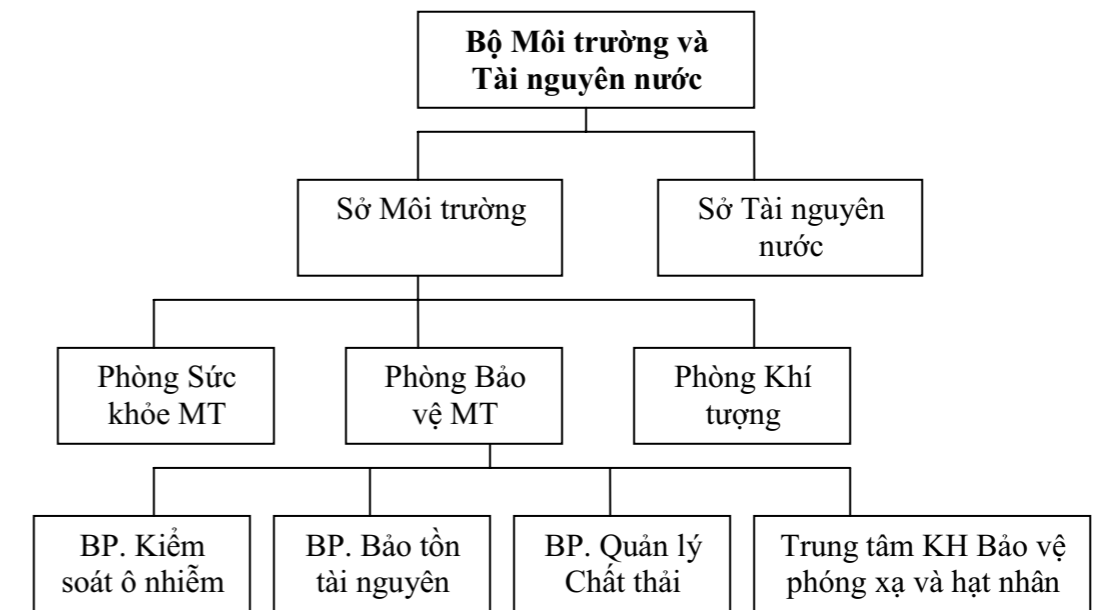 Bộ Môi trường và
Tài nguyên nước
Sở Môi trường
Sở Tài nguyên
nước
Phòng Sức
khỏe MT
Phòng Bảo
vệ MT
Phòng Khí
tượng
BP. Kiểm
soát ô nhiễm
BP. Bảo tồn
tài nguyên
BP. Quản lý
Chất thải
Trung tâm KH Bảo vệ
phóng xạ và hạt nhân